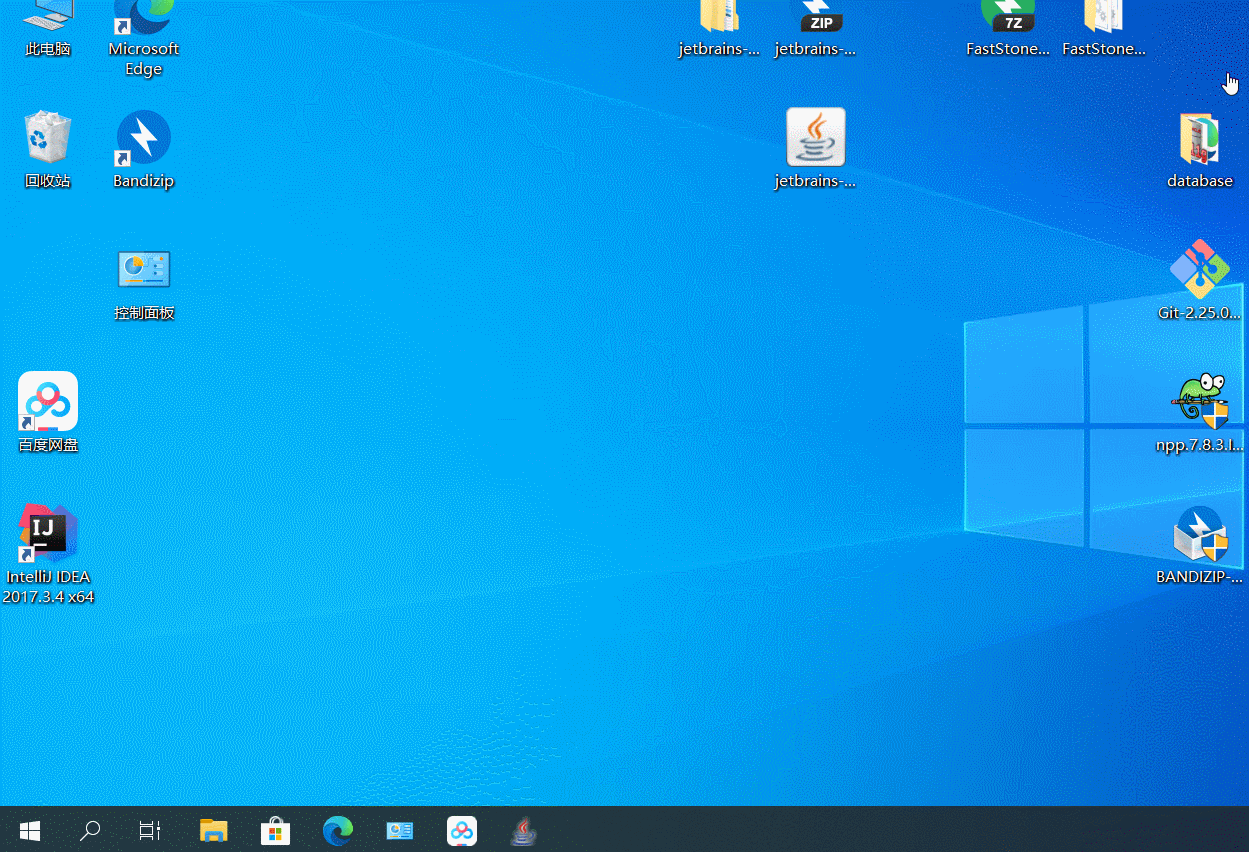 ZIP
7Z
此电脑
Microsoft
Edge
jetbrains-...
jetbrains-...
FastStone...
FastStone...
回收站
Bandizip
jetbrains-...
database
控制面板
Git-2.25.0...
百度网盘
npp.7.8.3.I...
IJ
IntelliJ IDEA
2017.3.4 x64
BANDIZIP-...